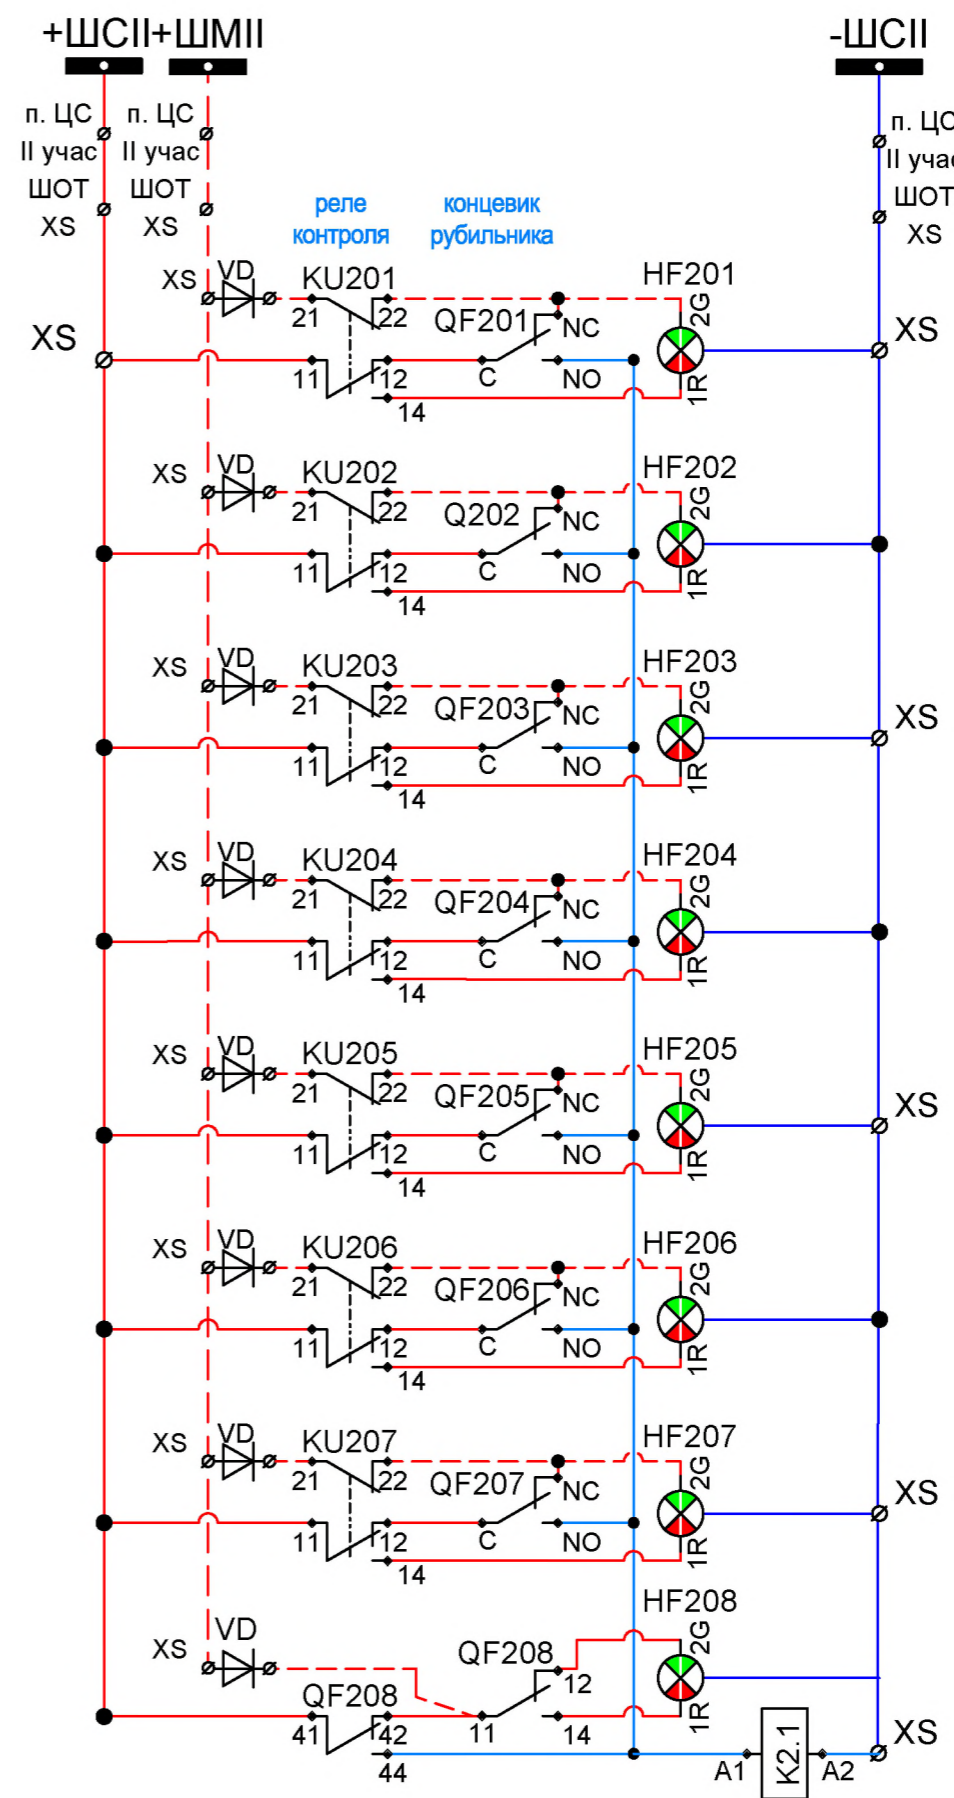 +ШСII +ШМII -ШСII
п. ЦС п. ЦС п. ЦС
II учас II учас II учас
ШОТ ШОТ ШОТ
XS XS XS
реле контроля
концевик рубильника
XS VD KU201 HF201
21 22 QF201 NC 2G
XS 11 12 C NO 1R XS
14
XS VD KU202 HF202
21 22 Q202 NC 2G
11 12 C NO 1R
14
XS VD KU203 HF203
21 22 QF203 NC 2G
11 12 C NO 1R XS
14
XS VD KU204 HF204
21 22 QF204 NC 2G
11 12 C NO 1R
14
XS VD KU205 HF205
21 22 QF205 NC 2G
11 12 C NO 1R XS
14
XS VD KU206 HF206
21 22 QF206 NC 2G
11 12 C NO 1R
14
XS VD KU207 HF207
21 22 QF207 NC 2G
11 12 C NO 1R XS
14
XS VD QF208 HF208
12 2G
QF208
41 42 11 14 1R XS
44 A1 K2.1 A2